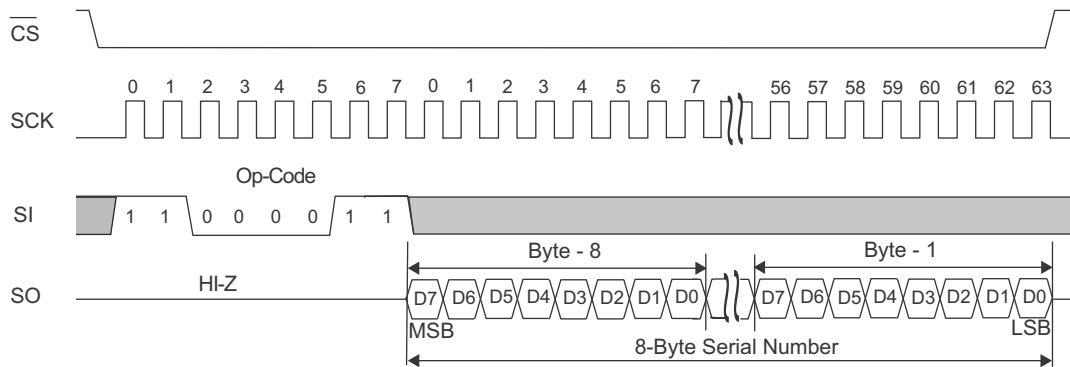 CS
0 1 2 3 4 5 6 7 0 1 2 3 4 5 6 7 56 57 58 59 60 61 62 63
SCK
Op-Code
SI
1 1 0 0 0 0 1 1
Byte - 8
Byte - 1
HI-Z
SO
D7 D6 D5 D4 D3 D2 D1 D0 D7 D6 D5 D4 D3 D2 D1 D0
MSB
LSB
8-Byte Serial Number